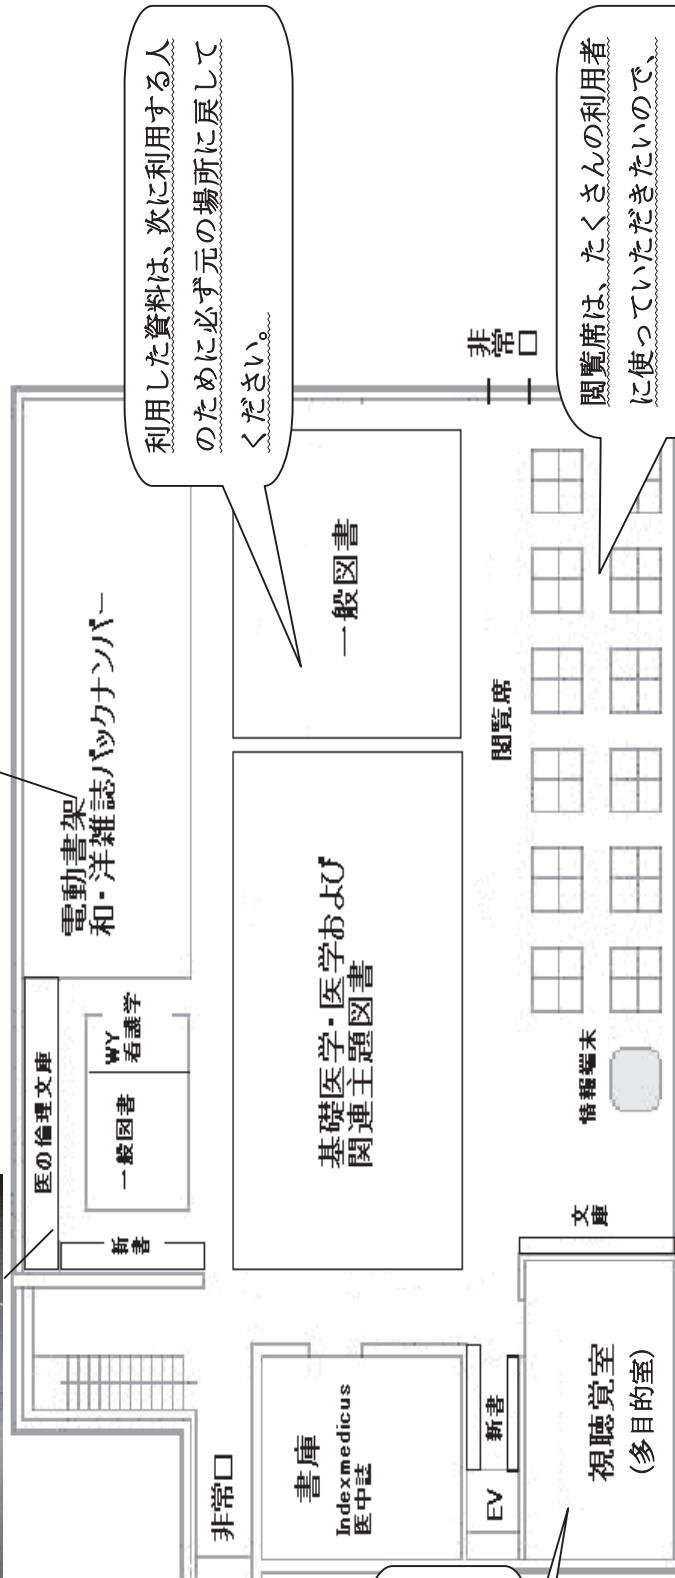 利用した資料は、次に利用する人
のために必ず元の場所に戻して
ください。
閲覧席は、たくさんの利用者
に使っていただきたいので、
非常口
電動書架
和・洋雑誌バックナンバー
一般図書
医の倫理文庫
WY
看護学
一般図書
新書
基礎医学・医学および
関連主題図書
閲覧席
情報端末
文庫
非常口
書庫
Indexmedicus
医中誌
新書
EV
視聴覚室
(多目的室)